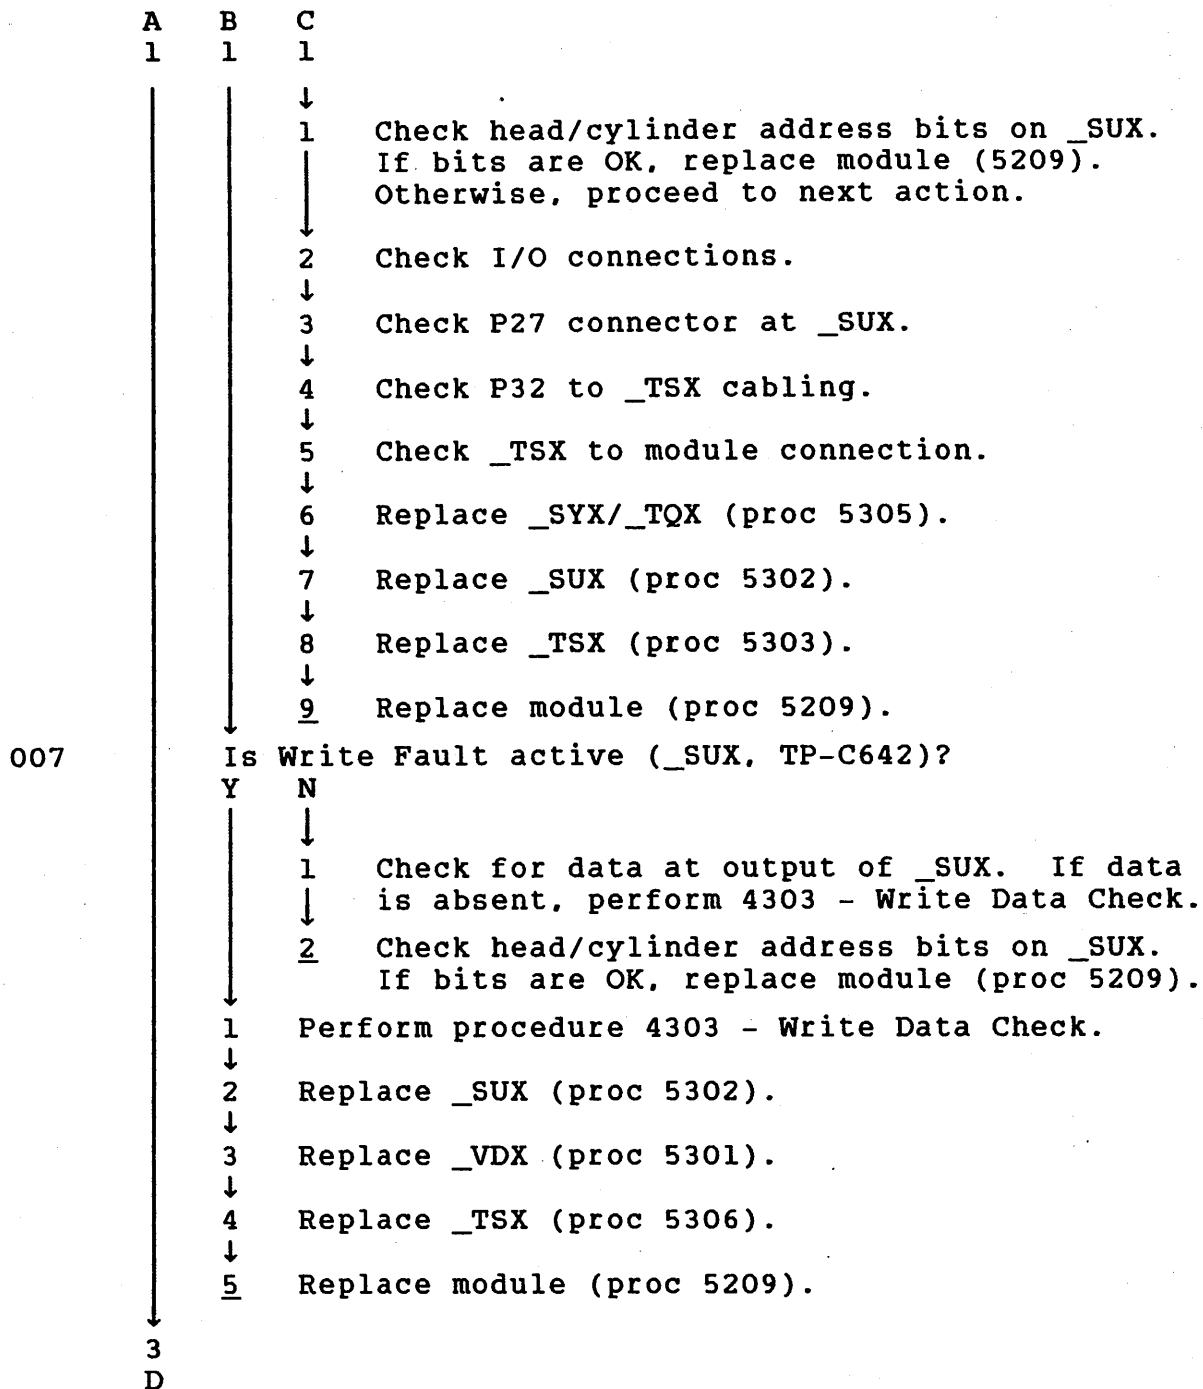 A B C
1 1 1
1 Check head/cylinder address bits on _SUX.
If bits are OK, replace module (5209).
Otherwise, proceed to next action.
2 Check I/O connections.
3 Check P27 connector at _SUX.
4 Check P32 to _TSX cabling.
5 Check _TSX to module connection.
6 Replace _SYX/_TQX (proc 5305).
7 Replace _SUX (proc 5302).
8 Replace _TSX (proc 5303).
9 Replace module (proc 5209).
007 Is Write Fault active (_SUX, TP-C642)?
Y N
1 Check for data at output of _SUX. If data
is absent, perform 4303 - Write Data Check.
2 Check head/cylinder address bits on _SUX.
If bits are OK, replace module (proc 5209).
1 Perform procedure 4303 - Write Data Check.
2 Replace _SUX (proc 5302).
3 Replace _VDX (proc 5301).
4 Replace _TSX (proc 5306).
5 Replace module (proc 5209).
3
D